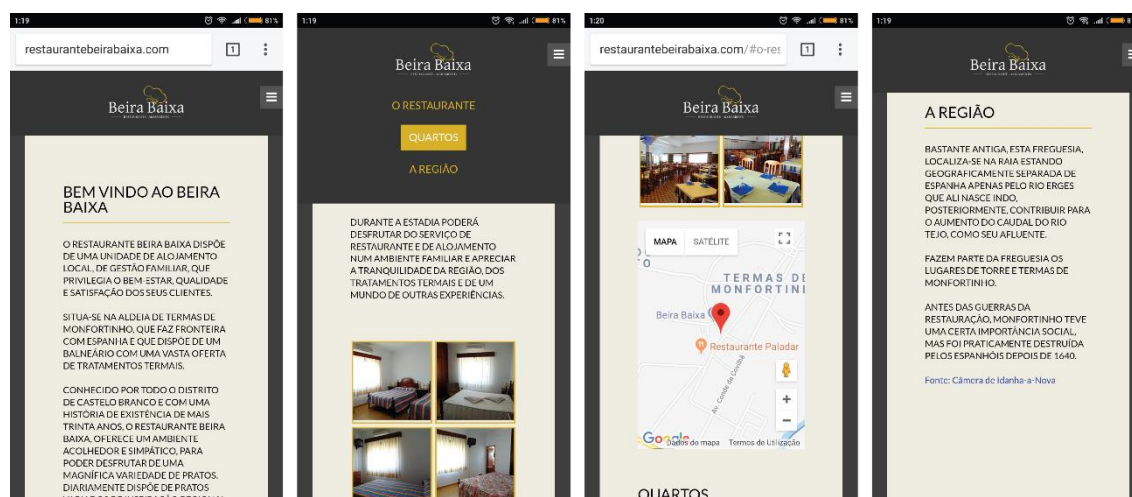 1:19
81%
restaurantebeirabaixa.com
1
Beira Baixa
BEM VINDO AO BEIRA
BAIXA
O RESTAURANTE BEIRA BAIXA DISPÕE
DE UMA UNIDADE DE ALOJAMENTO
LOCAL, DE GESTÃO FAMILIAR, QUE
PRIVILEGIA O BEM-ESTAR, QUALIDADE
E SATISFAÇÃO DOS SEUS CLIENTES.
SITUA-SE NA ALDEIA DE TERMAS DE
MONFORTINHO, QUE FAZ FRONTEIRA
COM ESPANHA E QUE DISPÕE DE UM
BALNEÁRIO COM UMA VASTA OFERTA
DE TRATAMENTOS TERMAIS.
CONHECIDO POR TODO O DISTRITO
DE CASTELO BRANCO E COM UMA
HISTÓRIA DE EXISTÊNCIA DE MAIS
TRINTA ANOS, O RESTAURANTE BEIRA
BAIXA, OFERECE UM AMBIENTE
ACOLHEDOR E SIMPÁTICO, PARA
PODER DESFRUTAR DE UMA
MAGNÍFICA VARIEDADE DE PRATOS.
DIARIAMENTE DISPÕE DE PRATOS
1:19
81%
Beira Baixa
O RESTAURANTE
QUARTOS
A REGIÃO
DURANTE A ESTADIA PODERÁ
DESFRUTAR DO SERVIÇO DE
RESTAURANTE E DE ALOJAMENTO
NUM AMBIENTE FAMILIAR E APRECIAR
A TRANQUILIDADE DA REGIÃO, DOS
TRATAMENTOS TERMAIS E DE UM
MUNDO DE OUTRAS EXPERIÊNCIAS.
1:20
81%
restaurantebeirabaixa.com/#o-res
1
Beira Baixa
MAPA SATÉLITE
TERMAS DE
MONFORTIN
Beira Baixa
Restaurante Paladar
Av. Conde da Covilhã
Google
Dados do mapa Termos de Utilização
QUARTOS
1:19
Beira Baixa
A REGIÃO
BASTANTE ANTIGA, ESTA FREGUESIA,
LOCALIZA-SE NA RAIA ESTANDO
GEOGRAFICAMENTE SEPARADA DE
ESPANHA APENAS PELO RIO ERGES
QUE ALI NASCE INDO,
POSTERIORMENTE, CONTRIBUIR PARA
O AUMENTO DO CAUDAL DO RIO
TEJO, COMO SEU AFLUENTE.
FAZEM PARTE DA FREGUESIA OS
LUGARES DE TORRE E TERMAS DE
MONFORTINHO.
ANTES DAS GUERRAS DA
RESTAURAÇÃO, MONFORTINHO TEVE
UMA CERTA IMPORTÂNCIA SOCIAL,
MAS FOI PRATICAMENTE DESTRUÍDA
PELOS ESPANHÓIS DEPOIS DE 1640.
Fonte: Câmara de Idanha-a-Nova